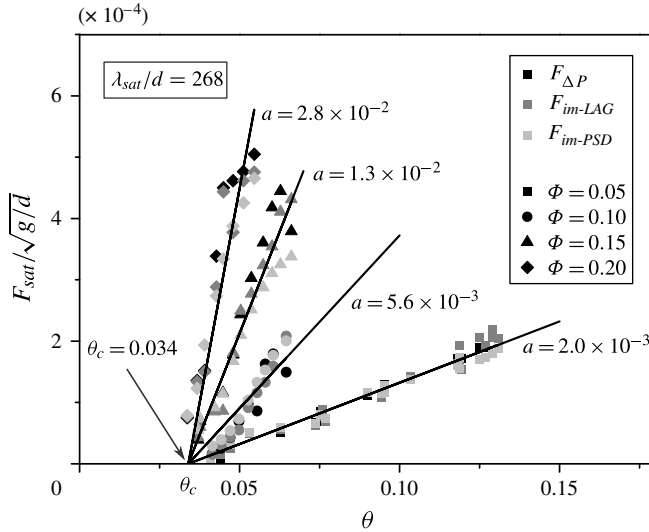 (× 10⁻⁴)
6
4
2
0
0.05
0.10
0.15
θc
θ
F_sat/√g/d
λ_sat/d = 268
a = 2.8 × 10⁻²
a = 1.3 × 10⁻²
a = 5.6 × 10⁻³
a = 2.0 × 10⁻³
θc = 0.034
F_ΔP
F_im-LAG
F_im-PSD
Φ = 0.05
Φ = 0.10
Φ = 0.15
Φ = 0.20